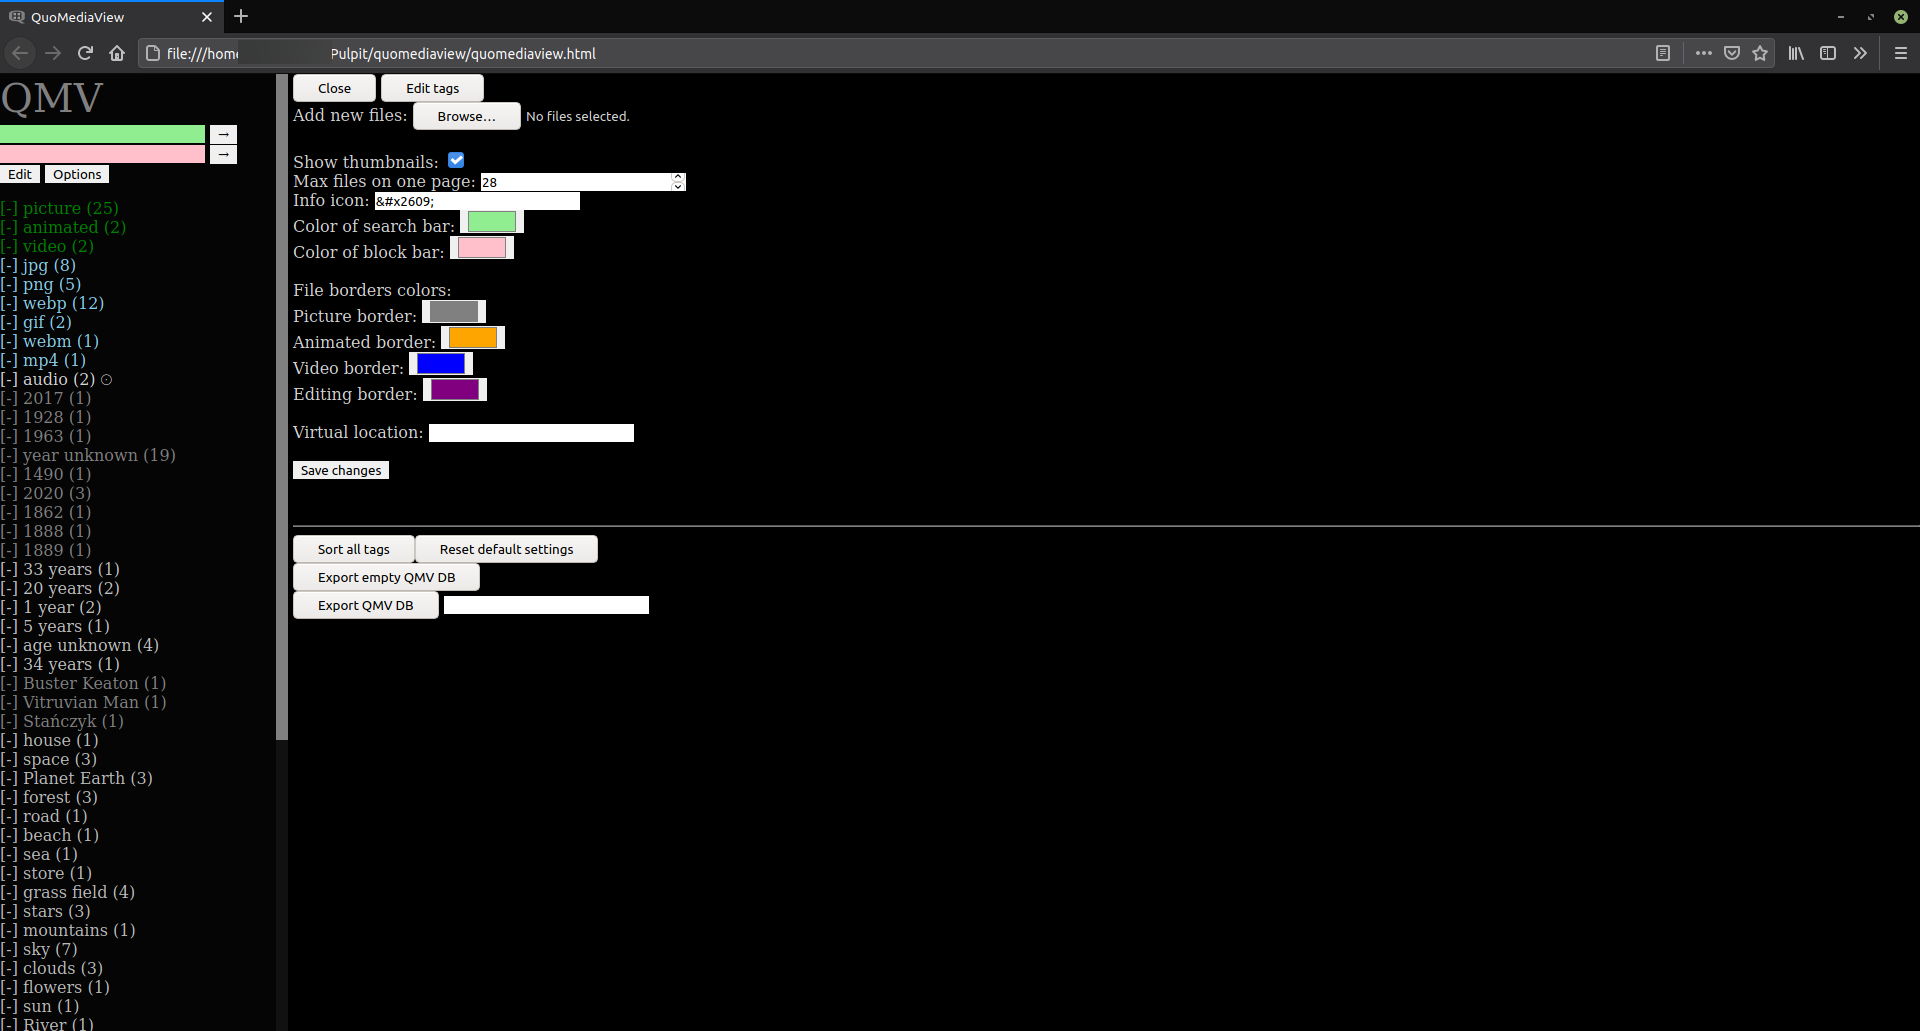 QuoMediaView
file:///home Pulpit/quomediaview/quomediaview.html
QMV
→
→
Edit Options
[-] picture (25)
[-] animated (2)
[-] video (2)
[-] jpg (8)
[-] png (5)
[-] webp (12)
[-] gif (2)
[-] webm (1)
[-] mp4 (1)
[-] audio (2) ☉
[-] 2017 (1)
[-] 1928 (1)
[-] 1963 (1)
[-] year unknown (19)
[-] 1490 (1)
[-] 2020 (3)
[-] 1862 (1)
[-] 1888 (1)
[-] 1889 (1)
[-] 33 years (1)
[-] 20 years (2)
[-] 1 year (2)
[-] 5 years (1)
[-] age unknown (4)
[-] 34 years (1)
[-] Buster Keaton (1)
[-] Vitruvian Man (1)
[-] Stańczyk (1)
[-] house (1)
[-] space (3)
[-] Planet Earth (3)
[-] forest (3)
[-] road (1)
[-] beach (1)
[-] sea (1)
[-] store (1)
[-] grass field (4)
[-] stars (3)
[-] mountains (1)
[-] sky (7)
[-] clouds (3)
[-] flowers (1)
[-] sun (1)
[-] River (1)
Close Edit tags
Add new files: Browse... No files selected.
Show thumbnails:
Max files on one page: 28
Info icon: &#x2609;
Color of search bar:
Color of block bar:
File borders colors:
Picture border:
Animated border:
Video border:
Editing border:
Virtual location:
Save changes
Sort all tags Reset default settings
Export empty QMV DB
Export QMV DB